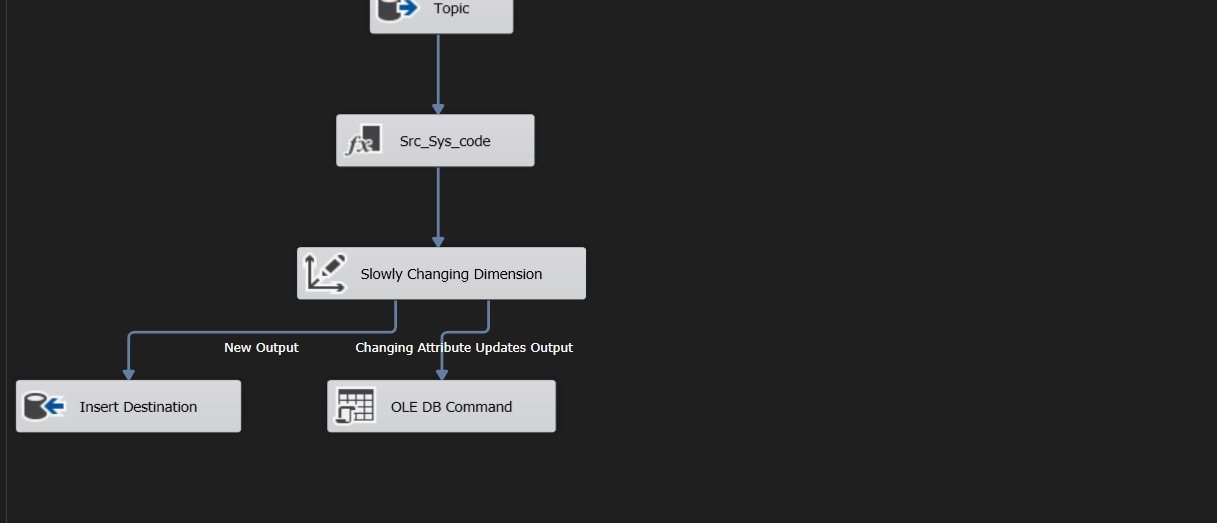 Topic
Src_Sys_code
Slowly Changing Dimension
New Output
Changing Attribute Updates Output
Insert Destination
OLE DB Command